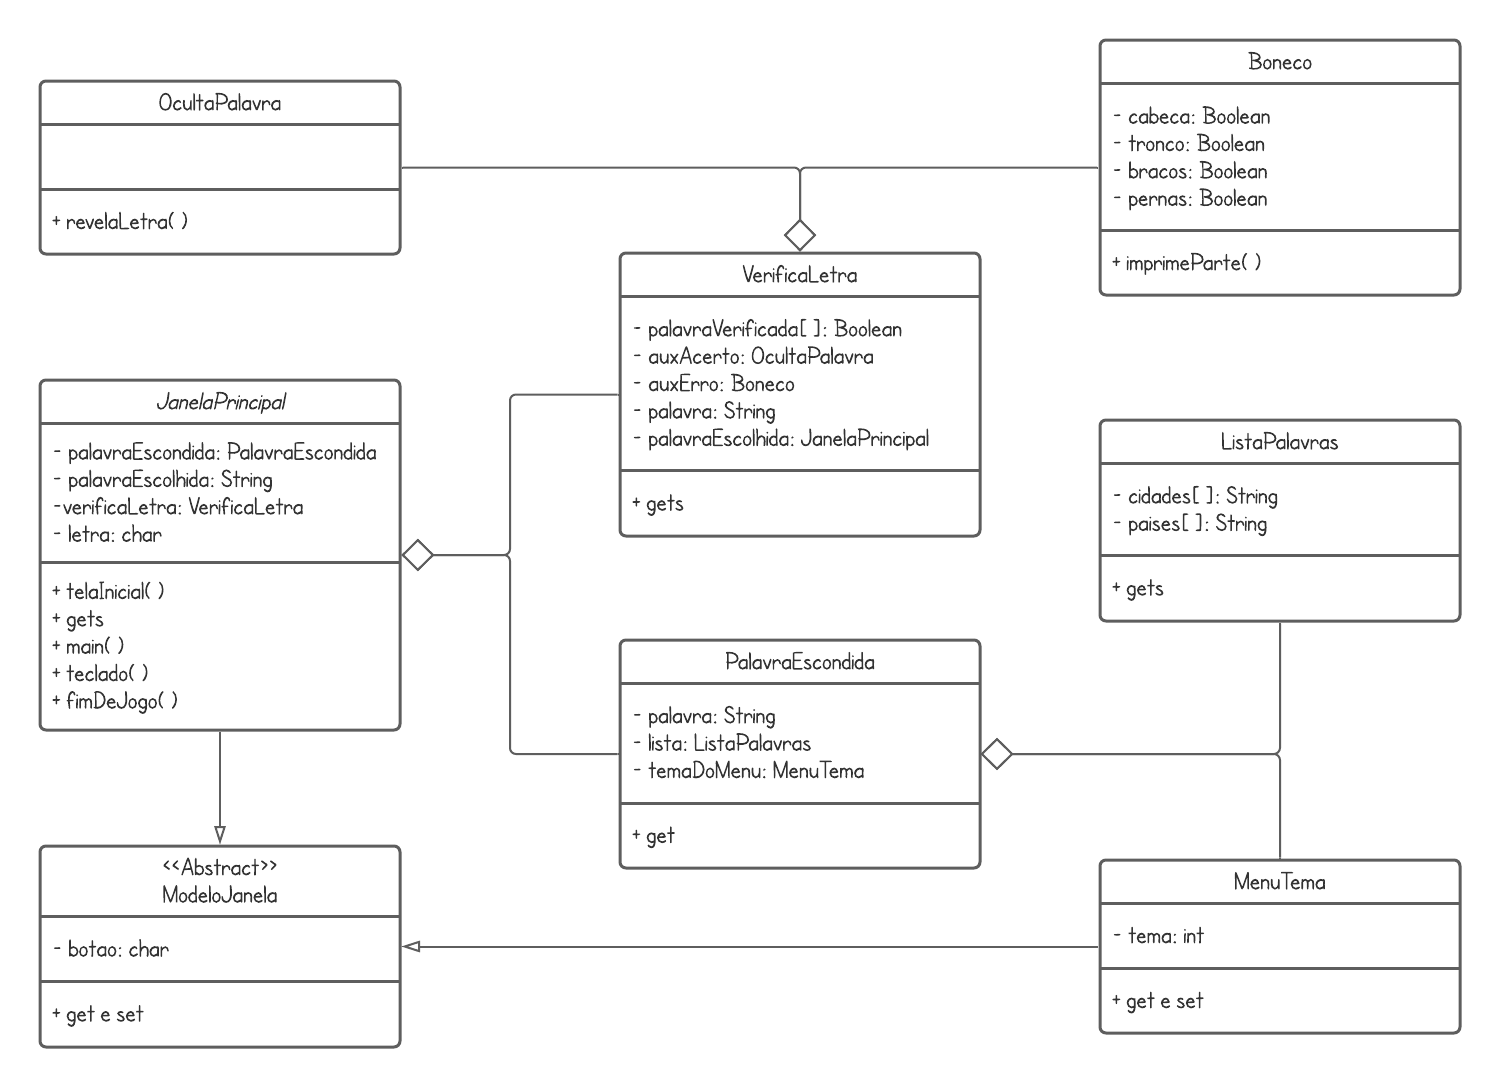 OcultaPalavra
+ revelaLetra( )
Boneco
- cabeca: Boolean
- tronco: Boolean
- bracos: Boolean
- pernas: Boolean
+ imprimeParte( )
VerificaLetra
- palavraVerificada[ ]: Boolean
- auxAcerto: OcultaPalavra
- auxErro: Boneco
- palavra: String
- palavraEscolhida: JanelaPrincipal
+ gets
JanelaPrincipal
- palavraEscondida: PalavraEscondida
- palavraEscolhida: String
-verificaLetra: VerificaLetra
- letra: char
+ telaInicial( )
+ gets
+ main( )
+ teclado( )
+ fimDeJogo( )
ListaPalavras
- cidades[ ]: String
- paises[ ]: String
+ gets
PalavraEscondida
- palavra: String
- lista: ListaPalavras
- temaDoMenu: MenuTema
+ get
<<Abstract>>
ModeloJanela
- botao: char
+ get e set
MenuTema
- tema: int
+ get e set